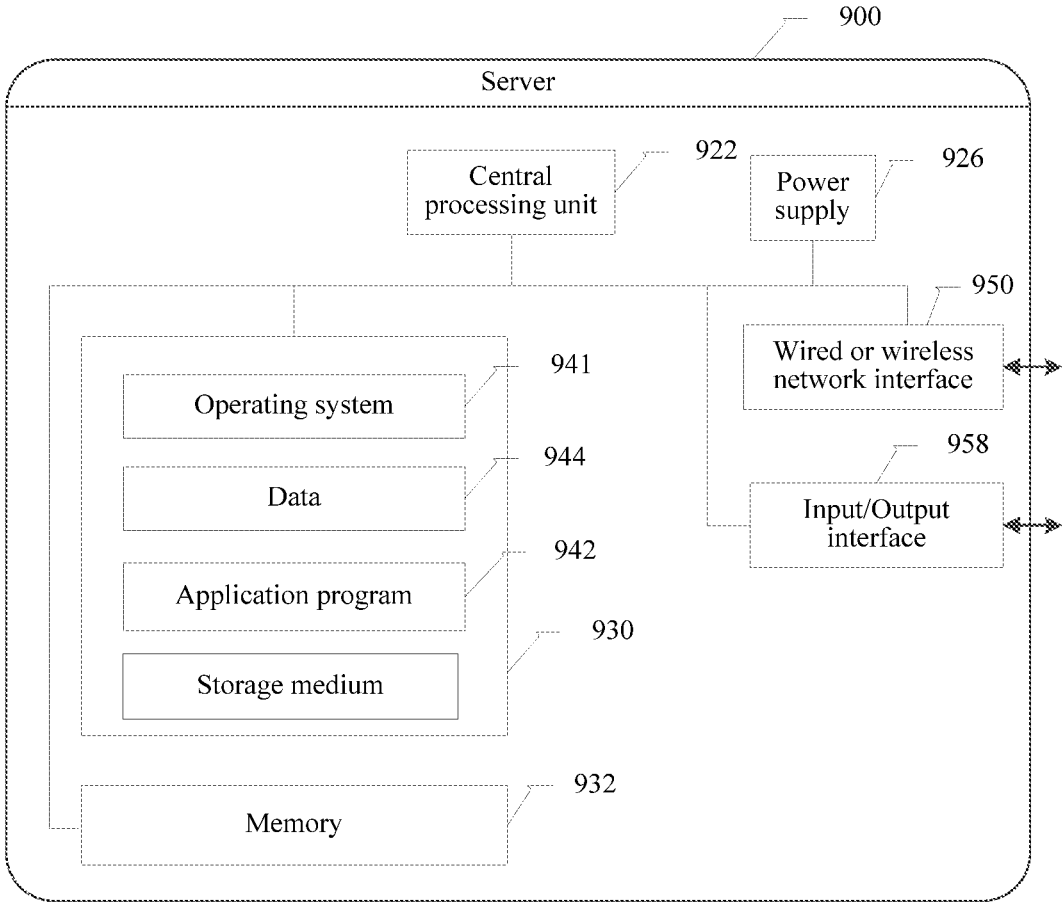 900
Server
922
926
Central
processing unit
Power
supply
950
Wired or wireless
network interface
941
Operating system
944
Data
958
Input/Output
interface
942
Application program
930
Storage medium
932
Memory